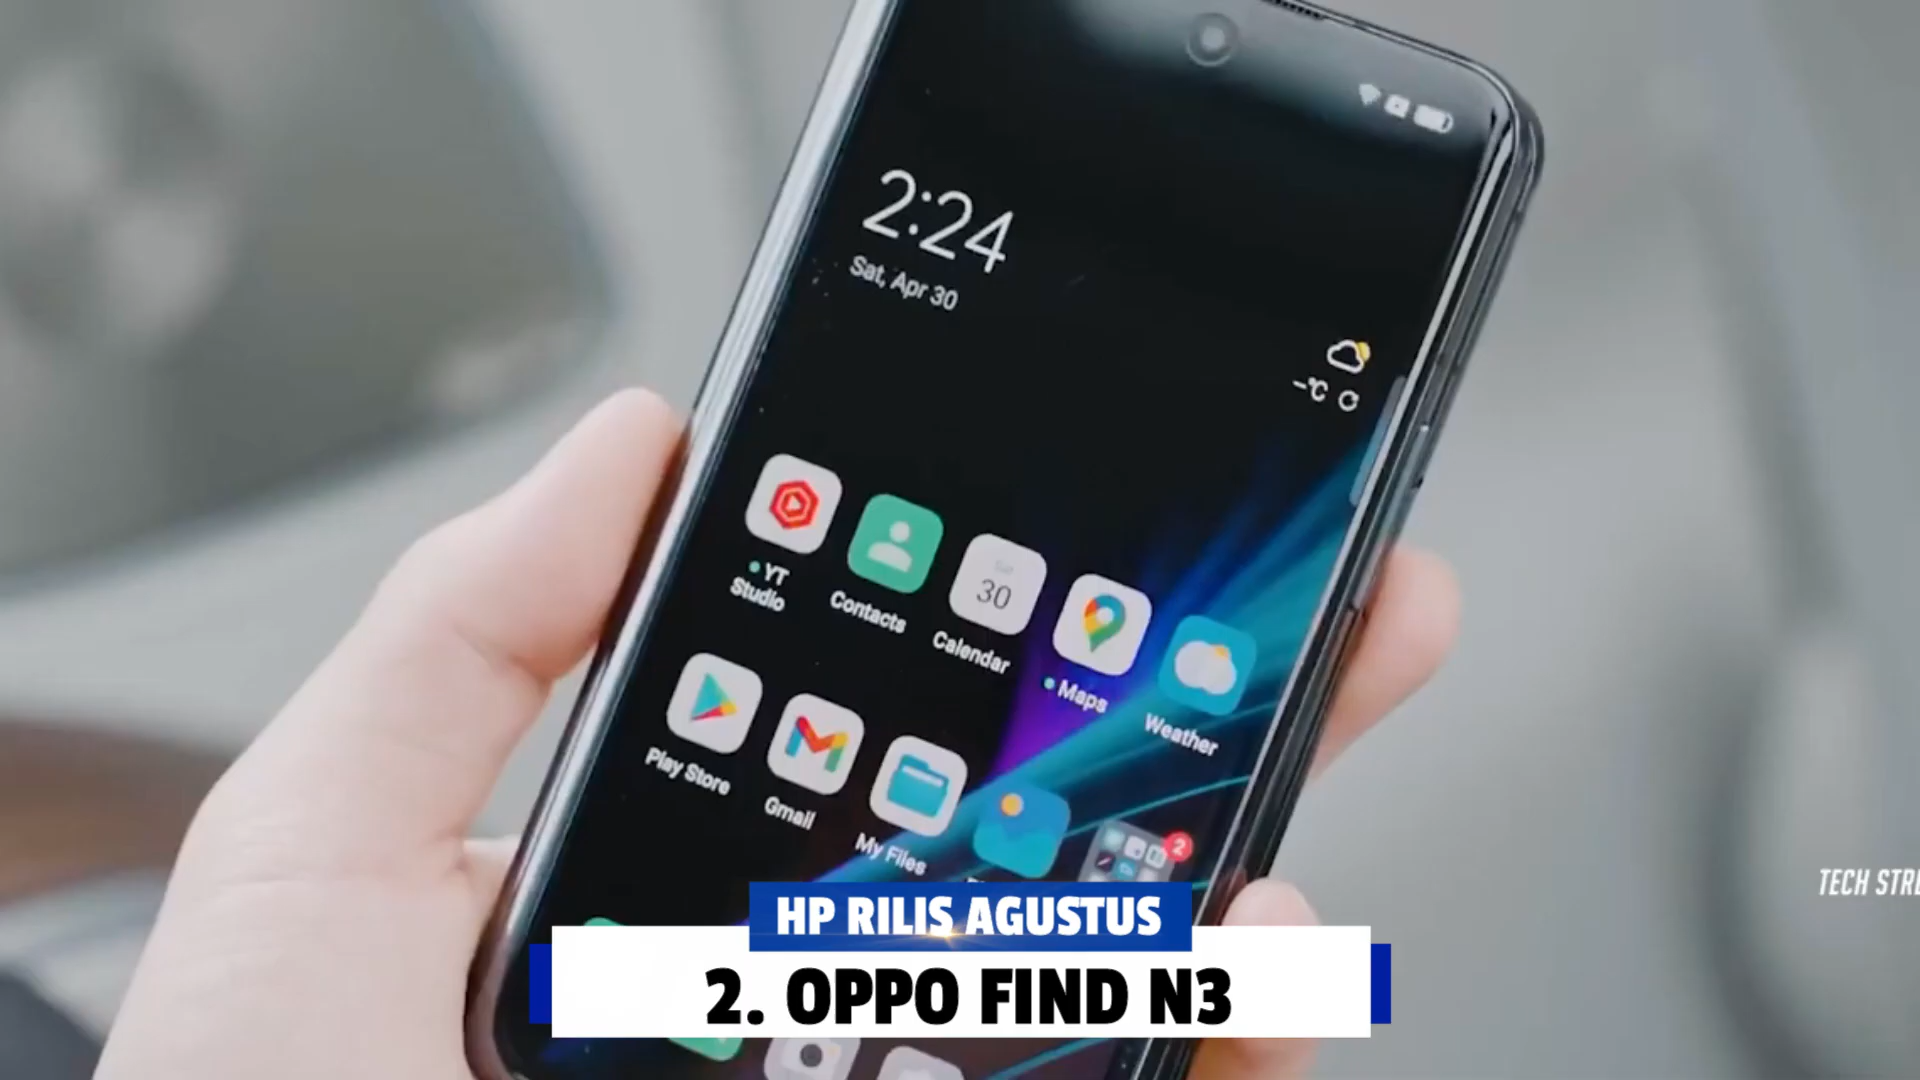 2:24
Sat, Apr 30
-°C
YT
Studio
Contacts
30
Calendar
Maps
Weather
Play Store
Gmail
My Files
2
TECH STRE
HP RILIS AGUSTUS
2. OPPO FIND N3